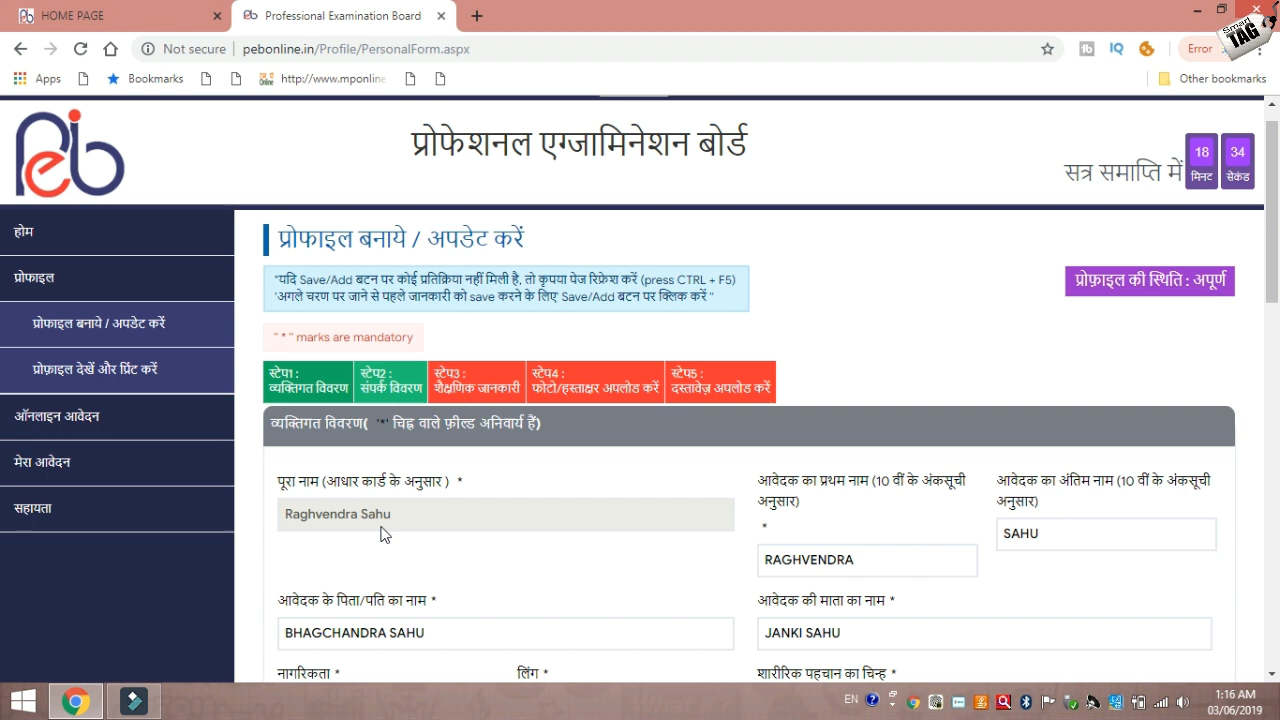 HOME PAGE
Professional Examination Board
Smart
TAG
Not secure
pebonline.in/Profile/PersonalForm.aspx
Error
Apps
Bookmarks
http://www.mponline
Other bookmarks
Peb
प्रोफेशनल एग्जामिनेशन बोर्ड
सत्र समाप्ति में
18
मिनट
34
सेकंड
होम
प्रोफाइल
प्रोफाइल बनाये / अपडेट करें
प्रोफ़ाइल देखें और प्रिंट करें
ऑनलाइन आवेदन
मेरा आवेदन
सहायता
प्रोफाइल बनाये / अपडेट करें
"यदि Save/Add बटन पर कोई प्रतिक्रिया नहीं मिली है, तो कृपया पेज रिफ्रेश करें (press CTRL + F5)
'अगले चरण पर जाने से पहले जानकारी को save करने के लिए' Save/Add बटन पर क्लिक करें "
प्रोफ़ाइल की स्थिति : अपूर्ण
" * " marks are mandatory
स्टेप1 :
व्यक्तिगत विवरण
स्टेप2 :
संपर्क विवरण
स्टेप3 :
शैक्षणिक जानकारी
स्टेप4 :
फोटो/हस्ताक्षर अपलोड करें
स्टेप5 :
दस्तावेज़ अपलोड करें
व्यक्तिगत विवरण( '*' चिह्न वाले फ़ील्ड अनिवार्य हैं)
पूरा नाम (आधार कार्ड के अनुसार ) *
Raghvendra Sahu
आवेदक का प्रथम नाम (10 वीं के अंकसूची
अनुसार)
*
RAGHVENDRA
आवेदक का अंतिम नाम (10 वीं के अंकसूची
अनुसार)
SAHU
आवेदक के पिता/पति का नाम *
BHAGCHANDRA SAHU
आवेदक की माता का नाम *
JANKI SAHU
नागरिकता *
लिंग *
शारीरिक पहचान का चिन्ह *
EN
1:16 AM
03/06/2019